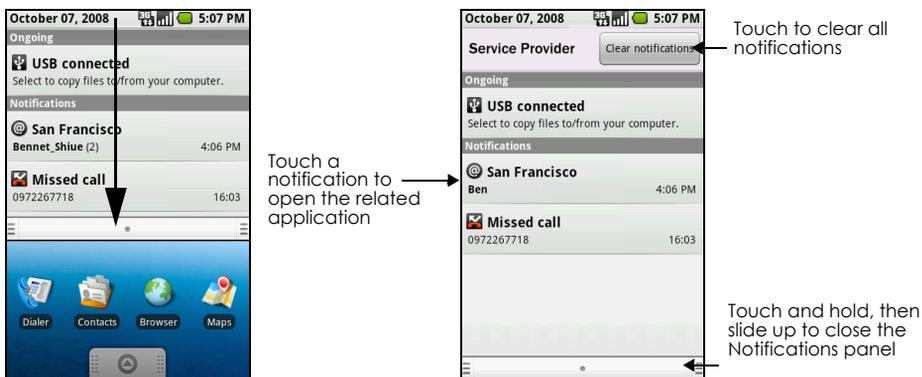 October 07, 2008 3G 5:07 PM
Ongoing
USB connected
Select to copy files to/from your computer.
Notifications
San Francisco
Bennet_Shiue (2) 4:06 PM
Missed call
0972267718 16:03
Dialer Contacts Browser Maps
Touch a
notification to
open the related
application
October 07, 2008 3G 5:07 PM
Service Provider Clear notifications
Ongoing
USB connected
Select to copy files to/from your computer.
Notifications
San Francisco
Ben 4:06 PM
Missed call
0972267718 16:03
Touch to clear all
notifications
Touch and hold, then
slide up to close the
Notifications panel